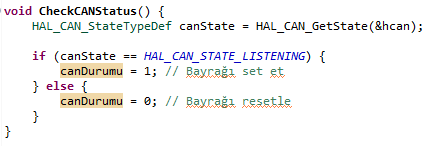 void CheckCANStatus() {
HAL_CAN_StateTypeDef canState = HAL_CAN_GetState(&hcan);
if (canState == HAL_CAN_STATE_LISTENING) {
canDurumu = 1; // Bayrağı set et
} else {
canDurumu = 0; // Bayrağı resetle
}
}